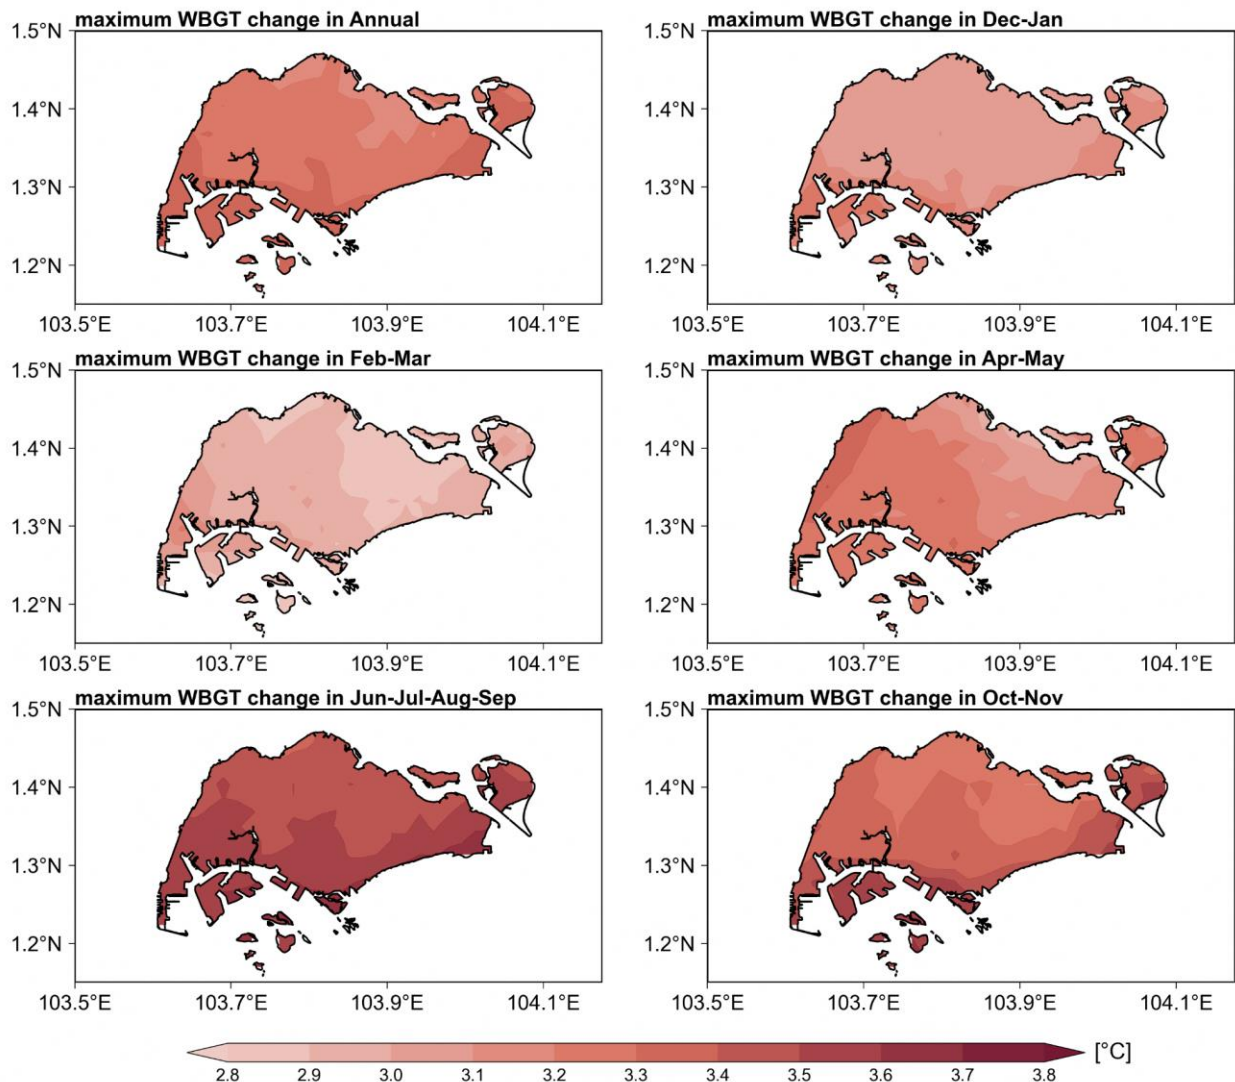 maximum WBGT change in Annual
1.5°N
1.4°N
1.3°N
1.2°N
103.5°E 103.7°E 103.9°E 104.1°E
maximum WBGT change in Dec-Jan
1.5°N
1.4°N
1.3°N
1.2°N
103.5°E 103.7°E 103.9°E 104.1°E
maximum WBGT change in Feb-Mar
1.5°N
1.4°N
1.3°N
1.2°N
103.5°E 103.7°E 103.9°E 104.1°E
maximum WBGT change in Apr-May
1.5°N
1.4°N
1.3°N
1.2°N
103.5°E 103.7°E 103.9°E 104.1°E
maximum WBGT change in Jun-Jul-Aug-Sep
1.5°N
1.4°N
1.3°N
1.2°N
103.5°E 103.7°E 103.9°E 104.1°E
maximum WBGT change in Oct-Nov
1.5°N
1.4°N
1.3°N
1.2°N
103.5°E 103.7°E 103.9°E 104.1°E
[°C]
2.8 2.9 3.0 3.1 3.2 3.3 3.4 3.5 3.6 3.7 3.8